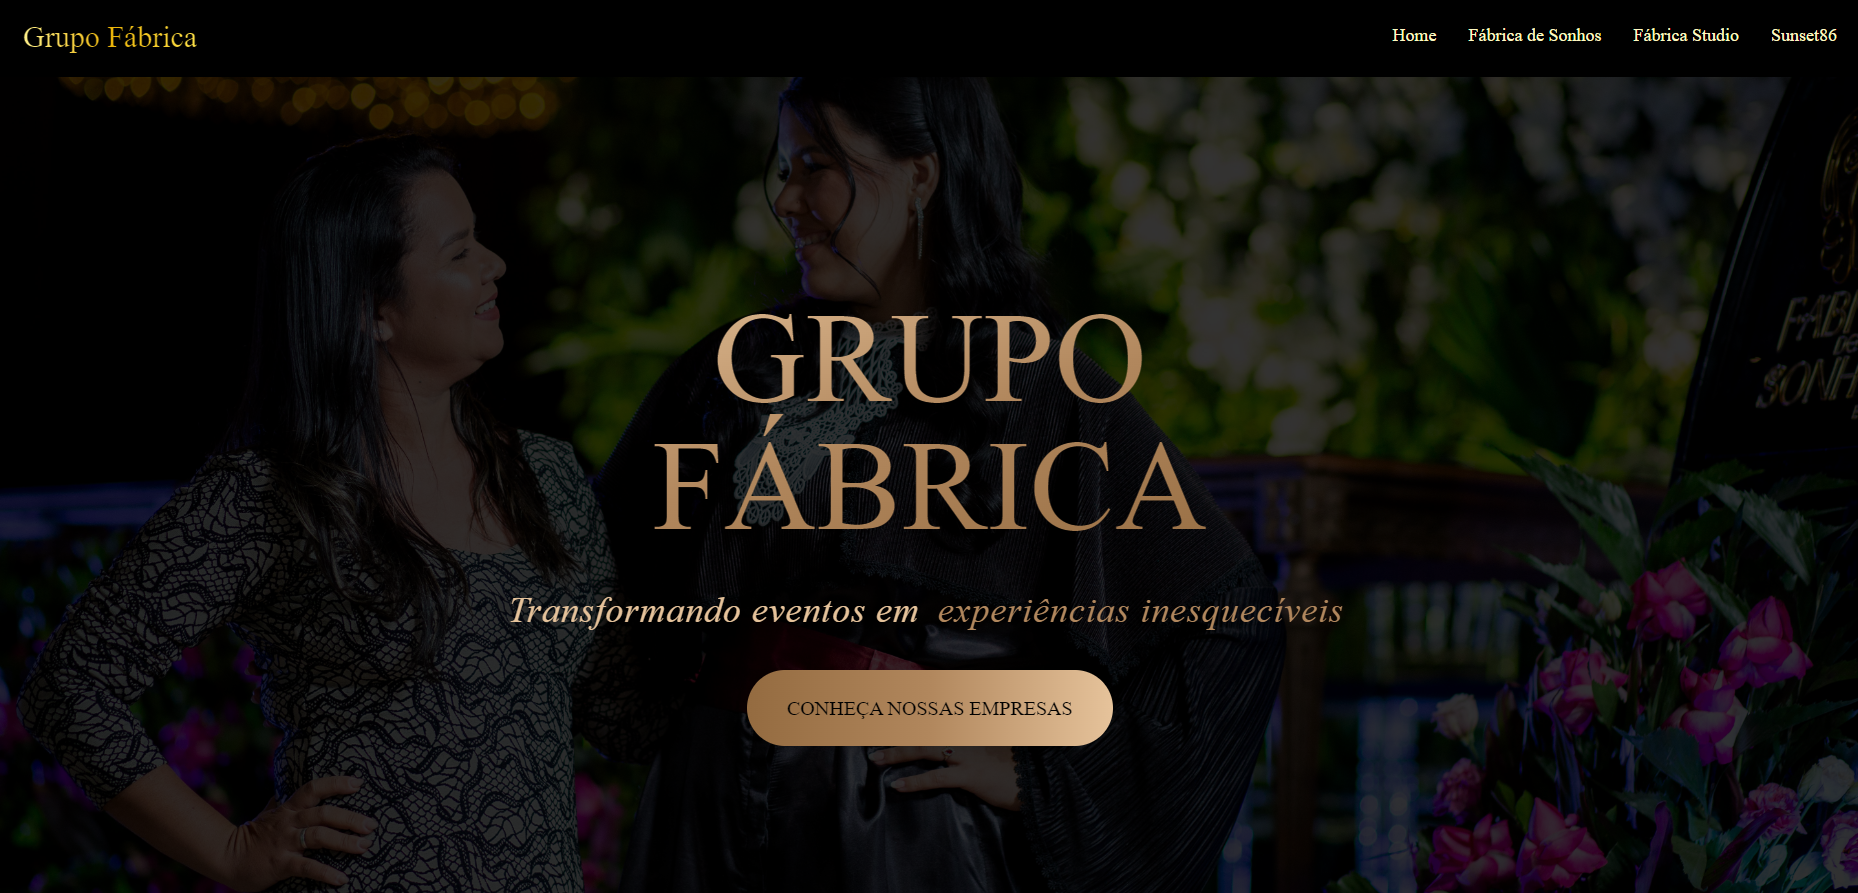 Grupo Fábrica
Home Fábrica de Sonhos Fábrica Studio Sunset86
GRUPO
FÁBRICA
Transformando eventos em experiências inesquecíveis
CONHEÇA NOSSAS EMPRESAS